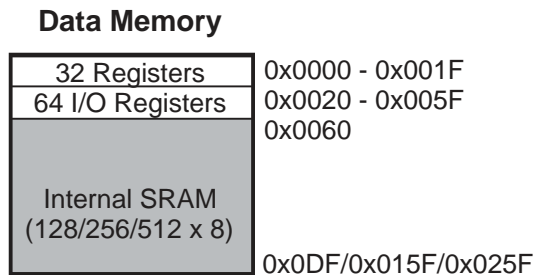 Data Memory
32 Registers
0x0000 - 0x001F
64 I/O Registers
0x0020 - 0x005F
0x0060
Internal SRAM
(128/256/512 x 8)
0x0DF/0x015F/0x025F